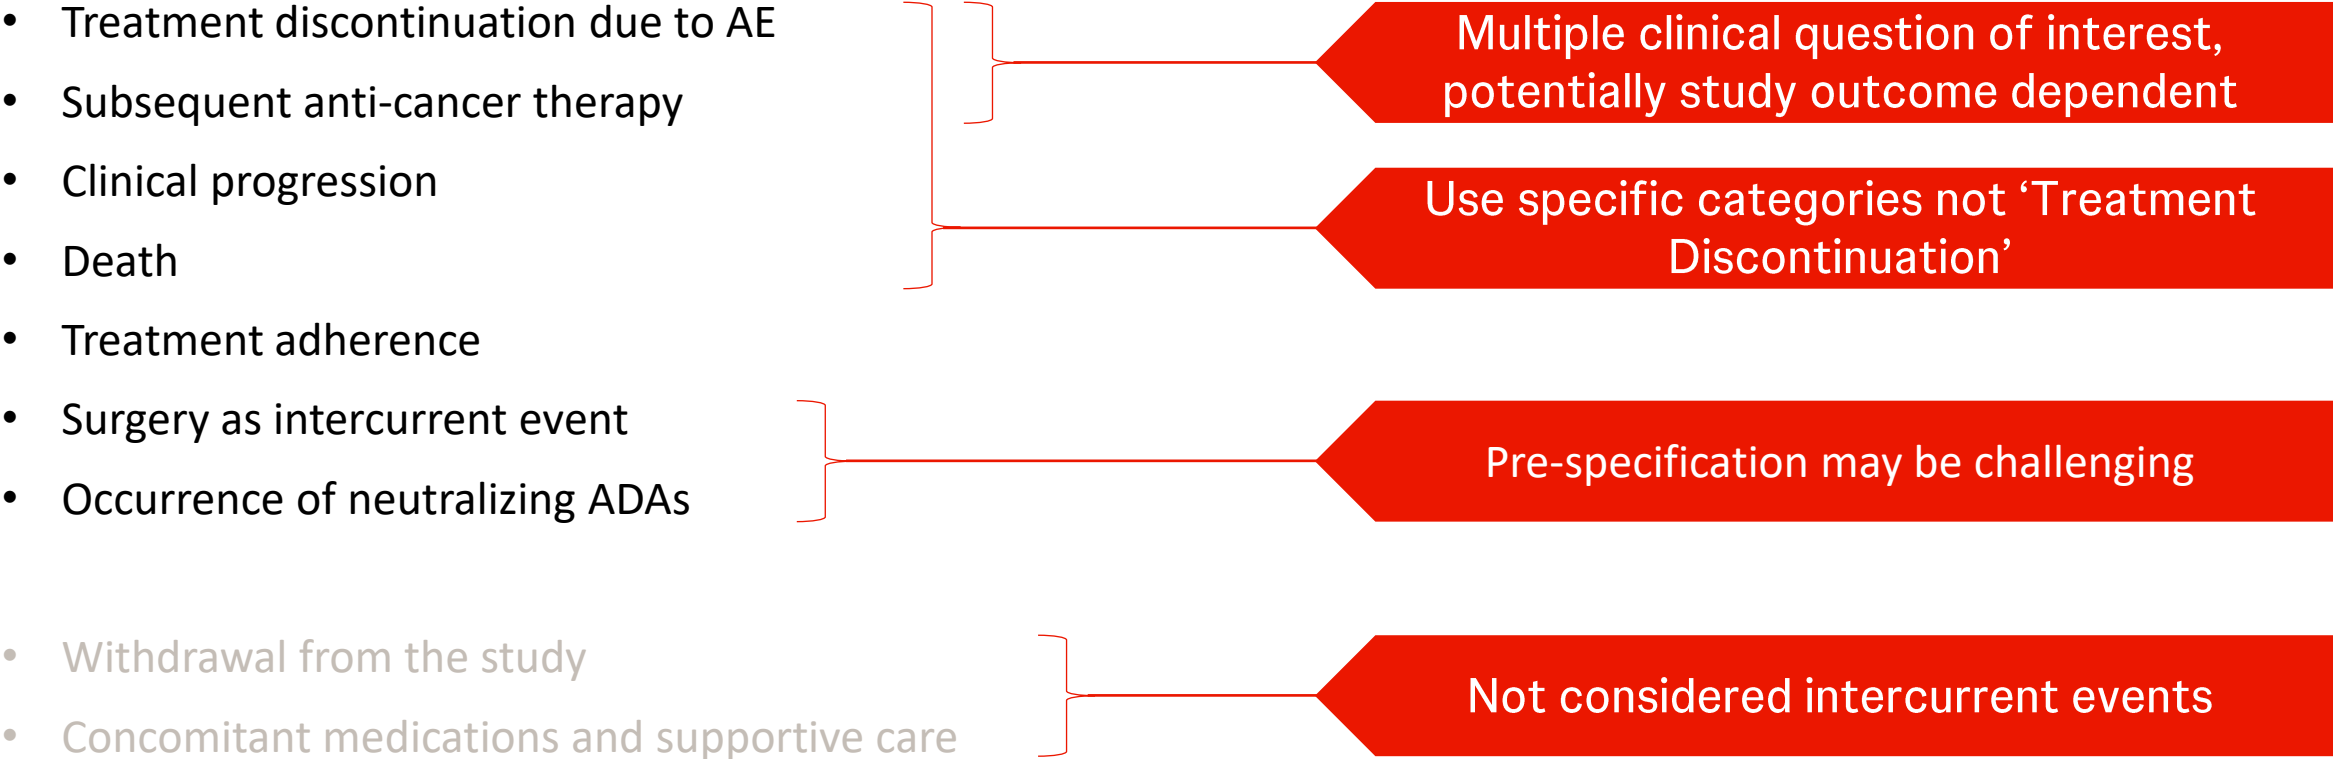 • Treatment discontinuation due to AE
• Subsequent anti-cancer therapy
• Clinical progression
• Death
• Treatment adherence
• Surgery as intercurrent event
• Occurrence of neutralizing ADAs
• Withdrawal from the study
• Concomitant medications and supportive care
Multiple clinical question of interest,
potentially study outcome dependent
Use specific categories not ‘Treatment
Discontinuation’
Pre-specification may be challenging
Not considered intercurrent events